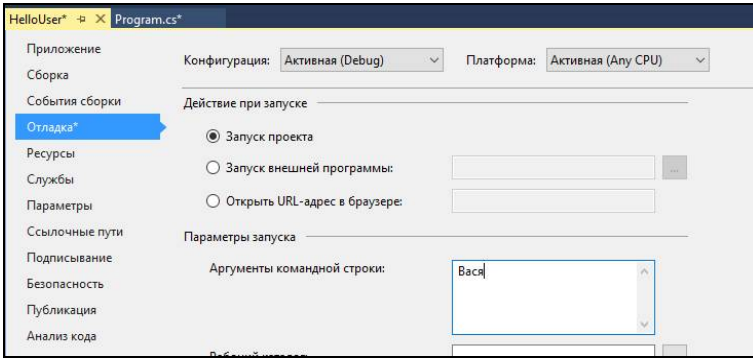 HelloUser* Program.cs*
Приложение
Сборка
События сборки
Отладка*
Ресурсы
Службы
Параметры
Ссылочные пути
Подписывание
Безопасность
Публикация
Анализ кода
Конфигурация: Активная (Debug) Платформа: Активная (Any CPU)
Действие при запуске
Запуск проекта
Запуск внешней программы: ...
Открыть URL-адрес в браузере:
Параметры запуска
Аргументы командной строки: Вася